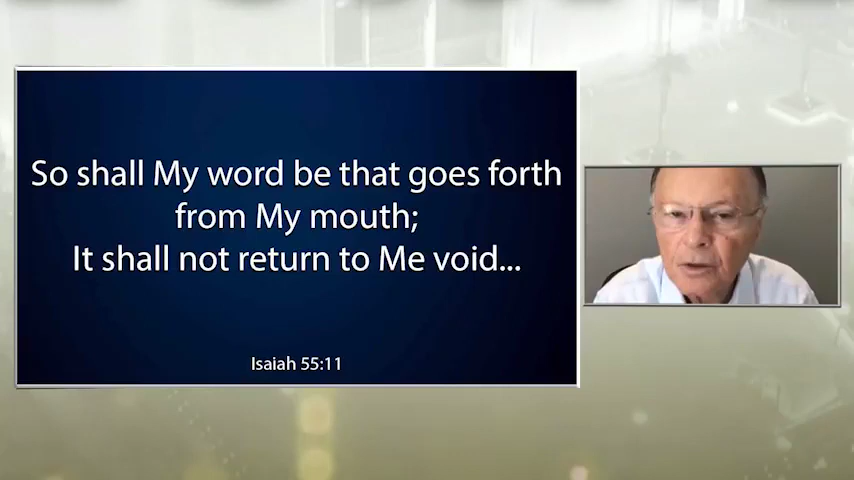 So shall My word be that goes forth
from My mouth;
It shall not return to Me void...
Isaiah 55:11